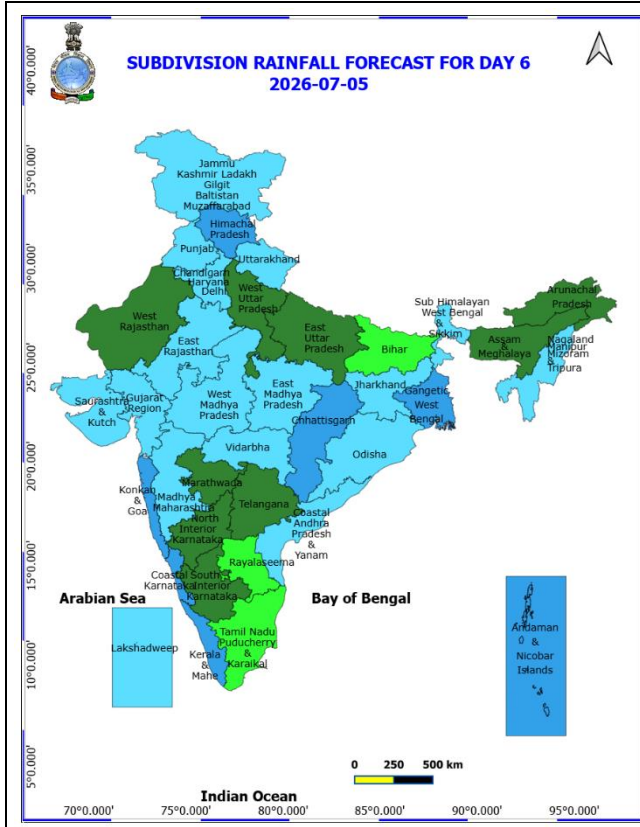 SUBDIVISION RAINFALL FORECAST FOR DAY 6
2026-07-05
40°0.000'
35°0.000'
30°0.000'
25°0.000'
20°0.000'
15°0.000'
10°0.000'
5°0.000'
Jammu
Kashmir Ladakh
Gilgit
Baltistan
Muzaffarabad
Himachal
Pradesh
Punjab
Uttarakhand
Chandigarh
Haryana
Delhi
West
Uttar
Pradesh
West
Rajasthan
East
Rajasthan
East
Uttar
Pradesh
Bihar
Sub Himalayan
West Bengal
&
Sikkim
Arunachal
Pradesh
Assam
&
Meghalaya
Nagaland
Manipur
Mizoram
&
Tripura
Saurashtra
& Kutch
Gujarat
Region
West
Madhya
Pradesh
East
Madhya
Pradesh
Jharkhand
Gangetic
West
Bengal
Chhattisgarh
Vidarbha
Odisha
Konkan
&
Goa
Madhya
Maharashtra
Marathwada
Telangana
North
Interior
Karnataka
Coastal
Andhra
Pradesh
&
Yanam
Rayalaseema
Coastal
Karnataka
South
Interior
Karnataka
Arabian Sea
Bay of Bengal
Lakshadweep
Kerala
&
Mahe
Tamil Nadu
Puducherry
&
Karaikal
Andaman
&
Nicobar
Islands
0 250 500 km
Indian Ocean
70°0.000' 75°0.000' 80°0.000' 85°0.000' 90°0.000' 95°0.000'